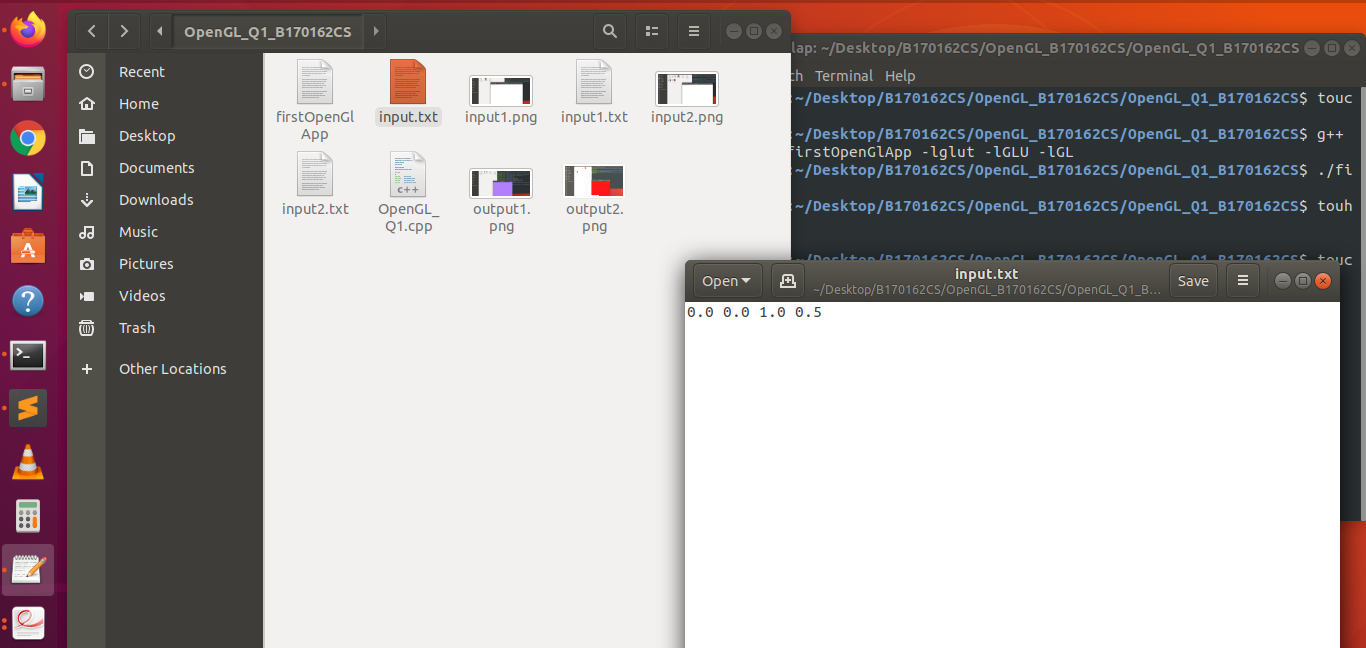 OpenGL_Q1_B170162CS
Recent
Home
Desktop
Documents
Downloads
Music
Pictures
Videos
Trash
Other Locations
firstOpenGl
App
input.txt
input1.png
input1.txt
input2.png
input2.txt
OpenGL_
Q1.cpp
output1.
png
output2.
png
c++
lap: ~/Desktop/B170162CS/OpenGL_B170162CS/OpenGL_Q1_B170162CS
ch Terminal Help
:~/Desktop/B170162CS/OpenGL_B170162CS/OpenGL_Q1_B170162CS$ touc
:~/Desktop/B170162CS/OpenGL_B170162CS/OpenGL_Q1_B170162CS$ g++
firstOpenGlApp -lglut -lGLU -lGL
:~/Desktop/B170162CS/OpenGL_B170162CS/OpenGL_Q1_B170162CS$ ./fi
:~/Desktop/B170162CS/OpenGL_B170162CS/OpenGL_Q1_B170162CS$ touh
:~/Desktop/B170162CS/OpenGL_B170162CS/OpenGL_Q1_B170162CS$ touc
Open
input.txt
~/Desktop/B170162CS/OpenGL_B170162CS/OpenGL_Q1_B...
Save
0.0 0.0 1.0 0.5